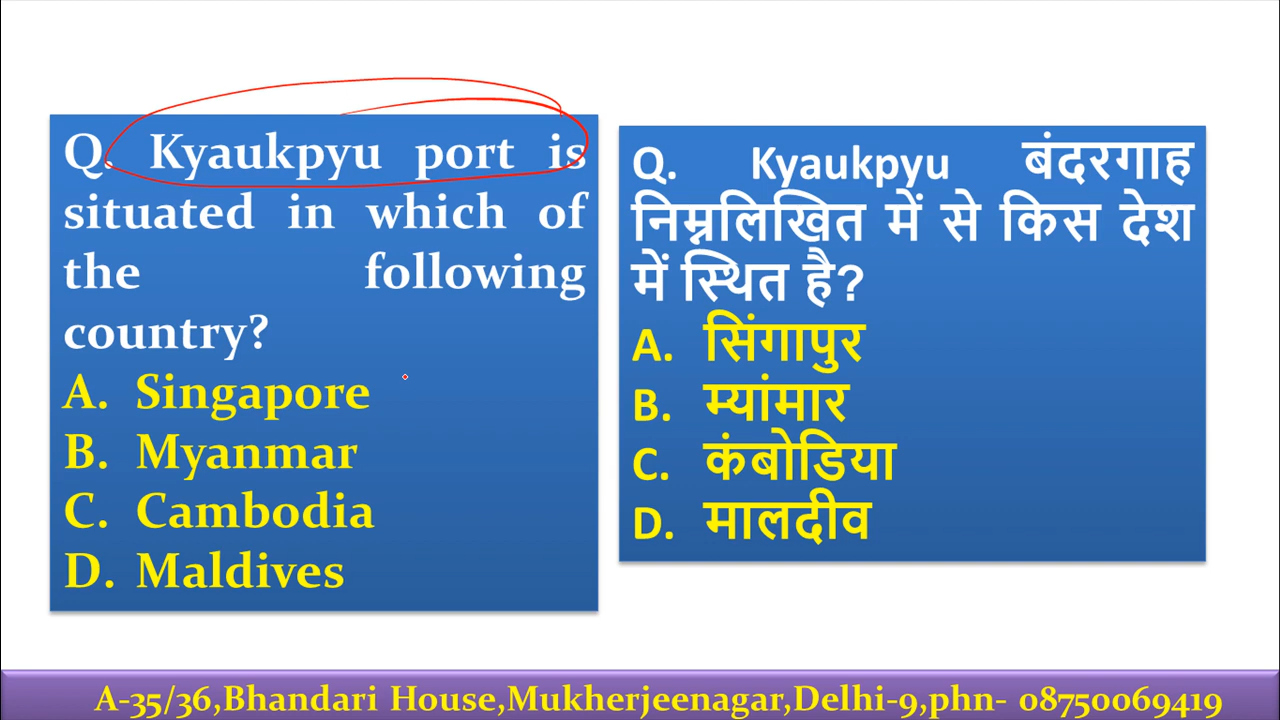 Q. Kyaukpyu port is
situated in which of
the following
country?
A. Singapore
B. Myanmar
C. Cambodia
D. Maldives
Q. Kyaukpyu बंदरगाह
निम्नलिखित में से किस देश
में स्थित है?
A. सिंगापुर
B. म्यांमार
C. कंबोडिया
D. मालदीव
A-35/36,Bhandari House,Mukherjeenagar,Delhi-9,phn- 08750069419